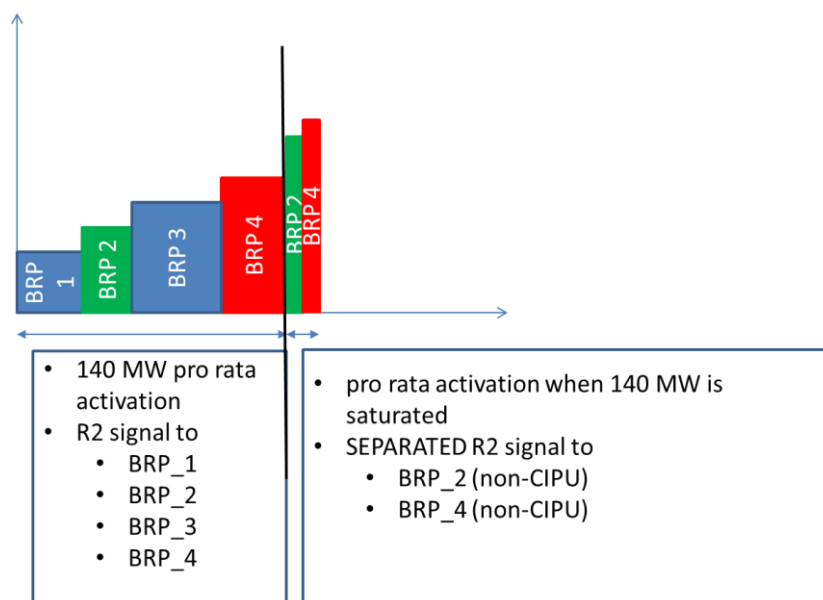 BRP
1
BRP 2
BRP 3
BRP 4
BRP 2
BRP 4
• 140 MW pro rata
activation
• R2 signal to
• BRP_1
• BRP_2
• BRP_3
• BRP_4
• pro rata activation when 140 MW is
saturated
• SEPARATED R2 signal to
• BRP_2 (non-CIPU)
• BRP_4 (non-CIPU)